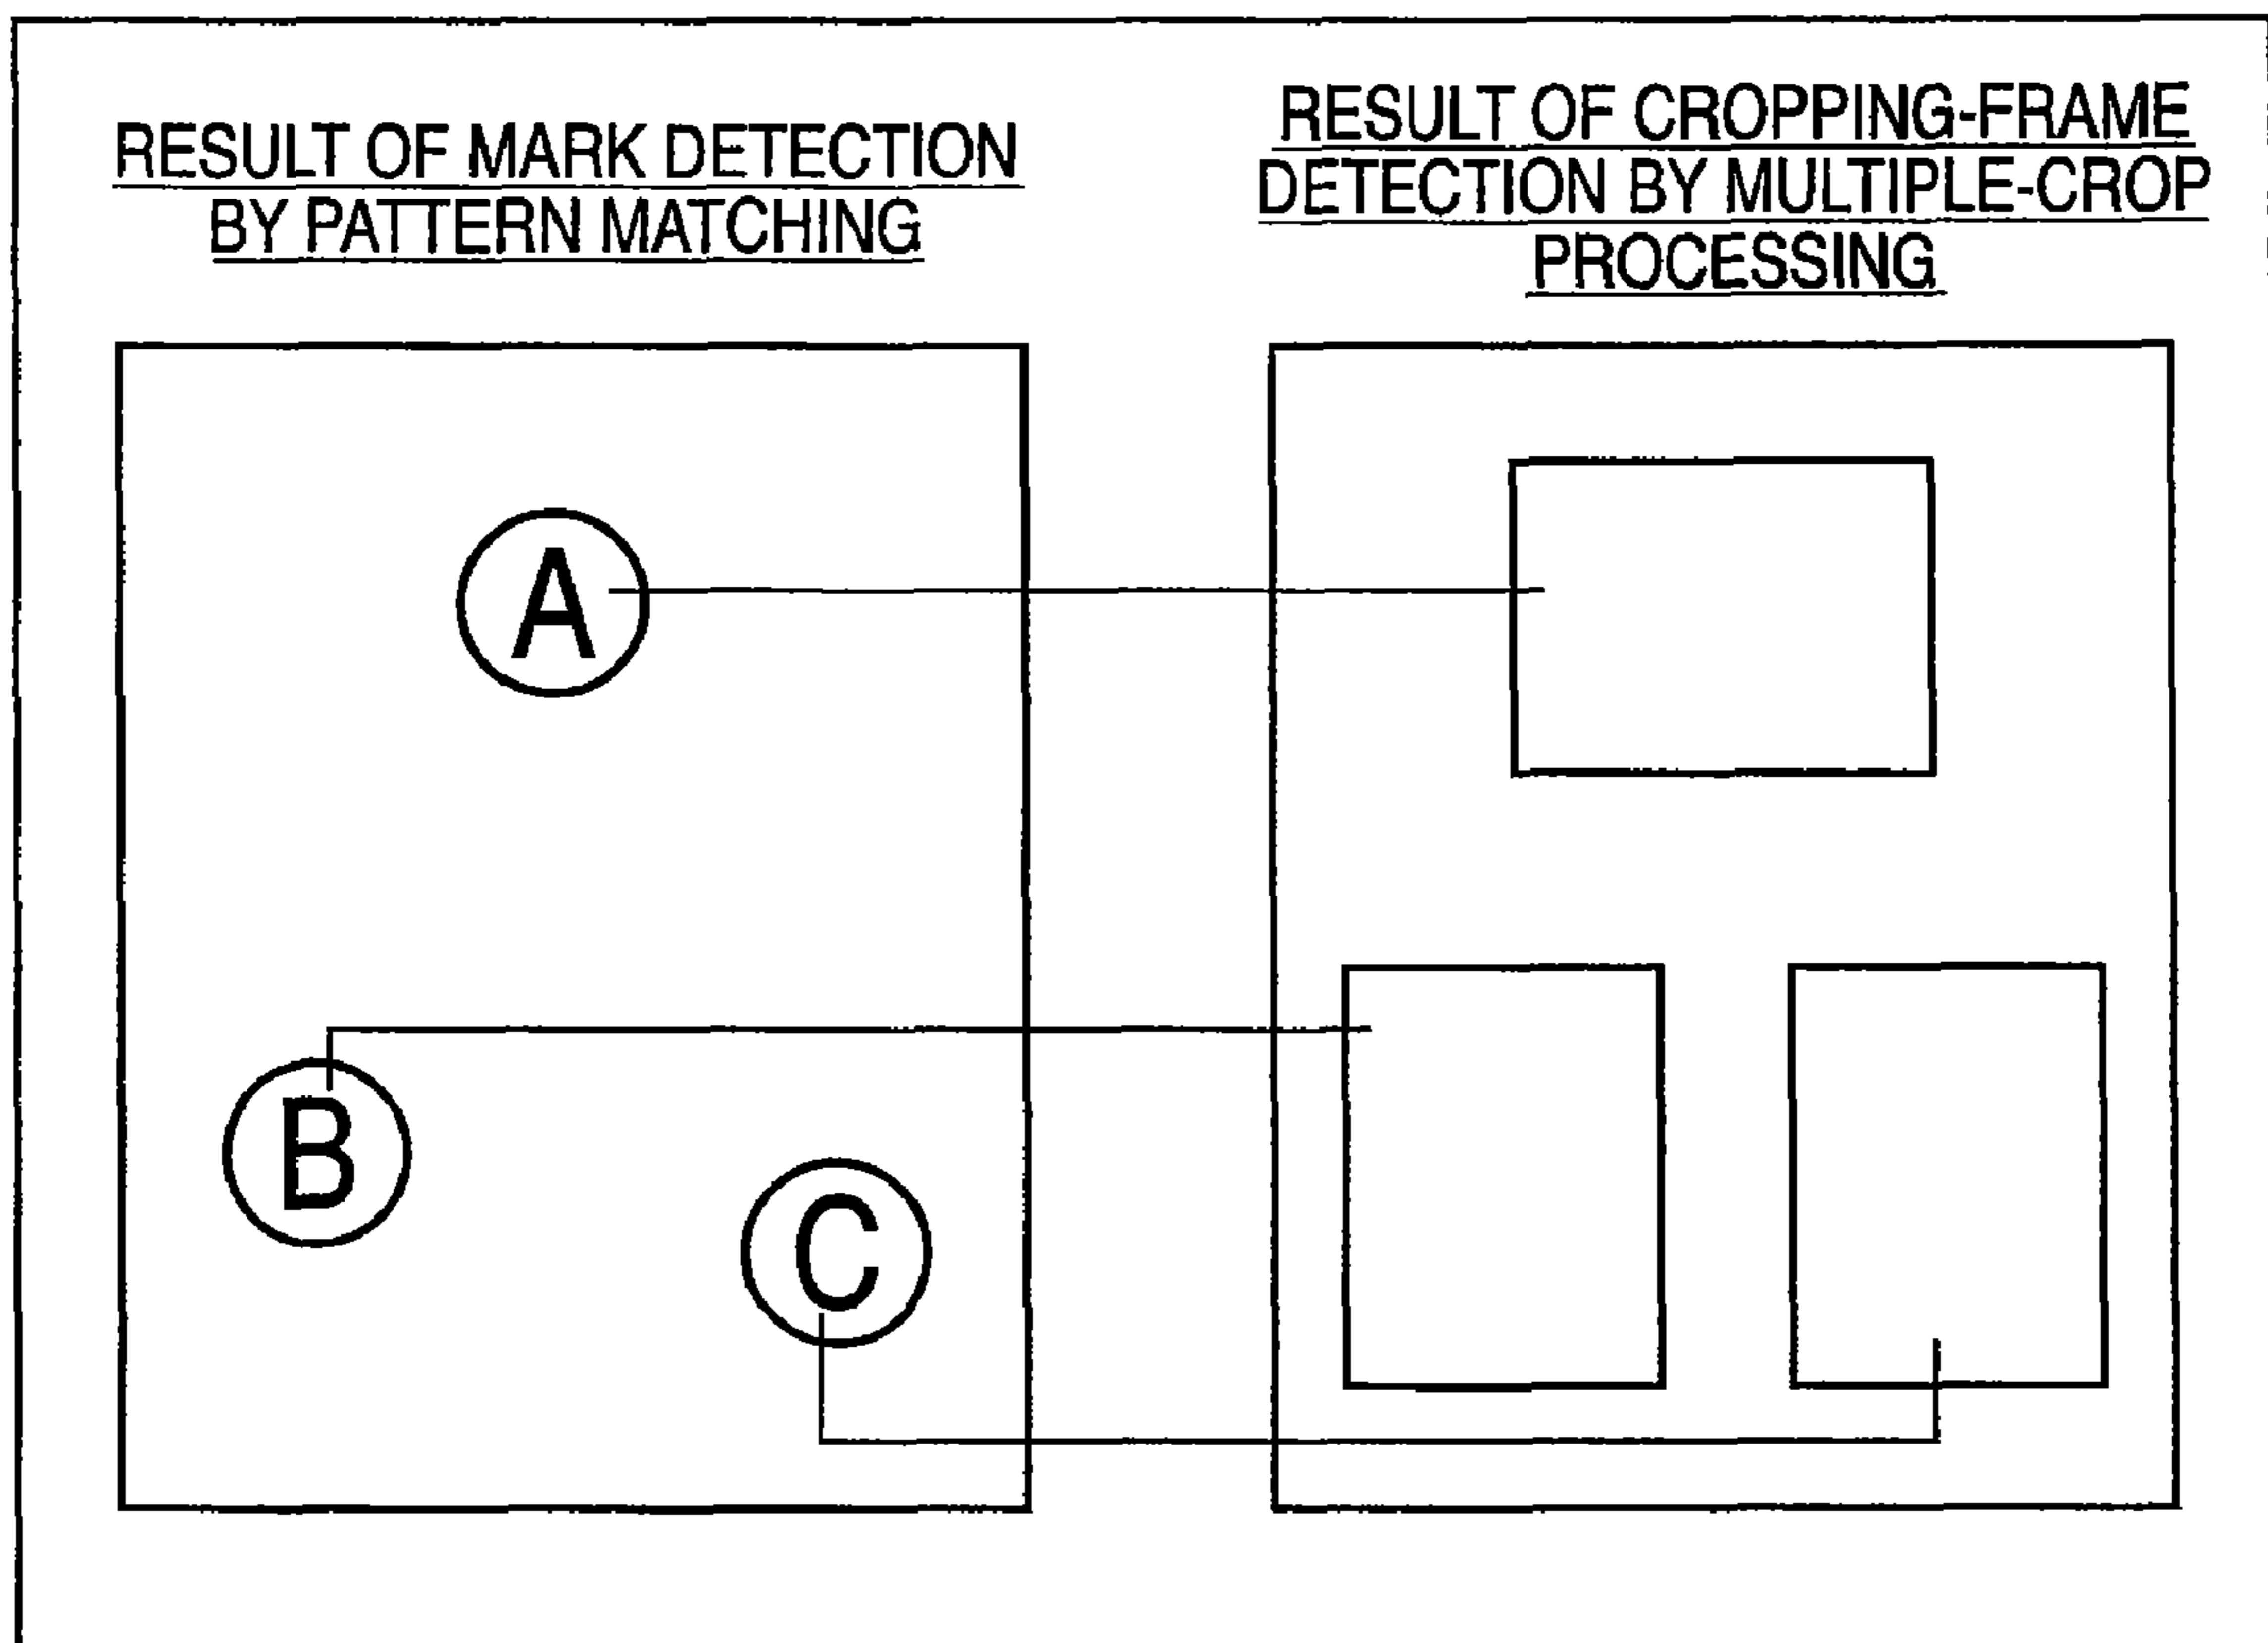 RESULT OF MARK DETECTION
BY PATTERN MATCHING
RESULT OF CROPPING-FRAME
DETECTION BY MULTIPLE-CROP
PROCESSING
A
B
C